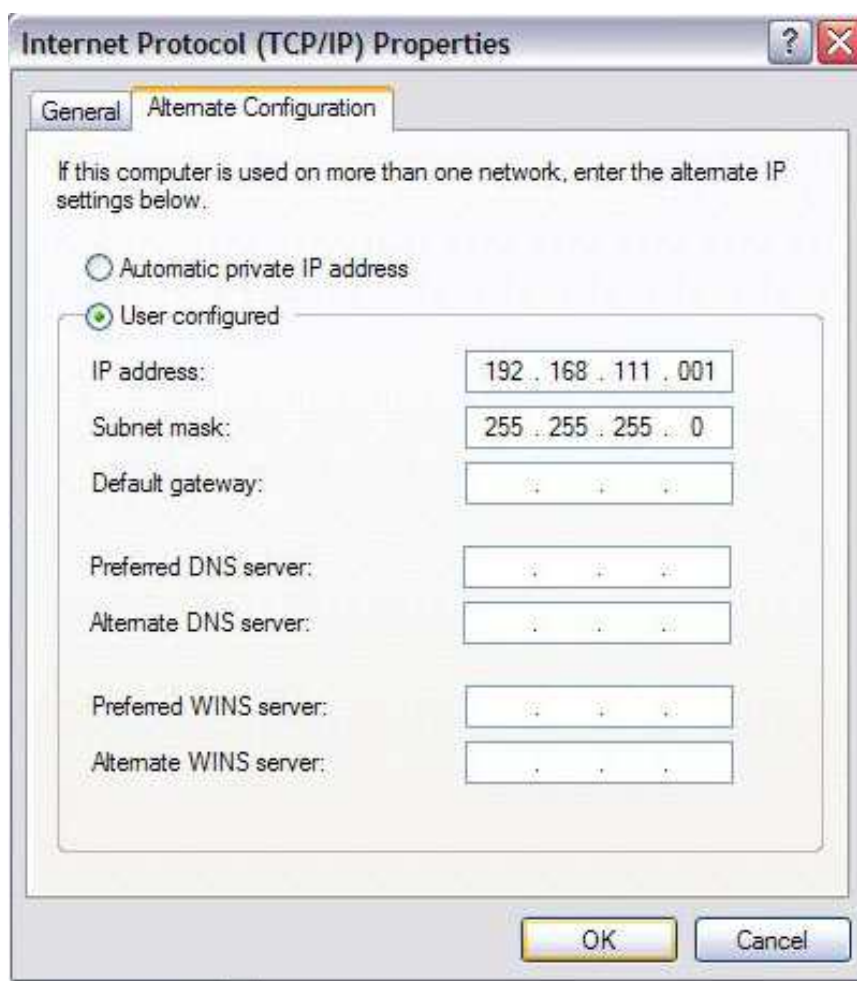 Internet Protocol (TCP/IP) Properties
General
Alternate Configuration
If this computer is used on more than one network, enter the alternate IP
settings below.
Automatic private IP address
User configured
IP address: 192 . 168 . 111 . 001
Subnet mask: 255 . 255 . 255 . 0
Default gateway: . . .
Preferred DNS server: . . .
Alternate DNS server: . . .
Preferred WINS server: . . .
Alternate WINS server: . . .
OK Cancel